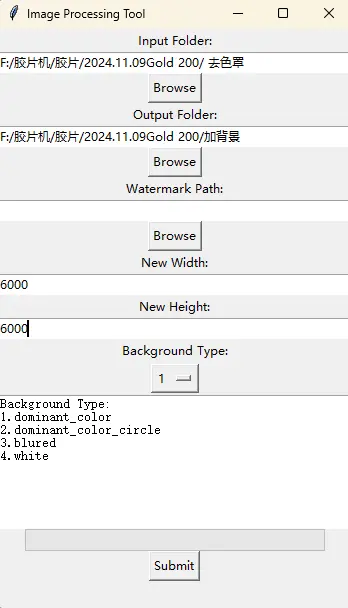 Image Processing Tool
Input Folder:
F:/胶片机/胶片/2024.11.09Gold 200/ 去色罩
Browse
Output Folder:
F:/胶片机/胶片/2024.11.09Gold 200/加背景
Browse
Watermark Path:
Browse
New Width:
6000
New Height:
6000
Background Type:
1
Background Type:
1.dominant_color
2.dominant_color_circle
3.blured
4.white
Submit